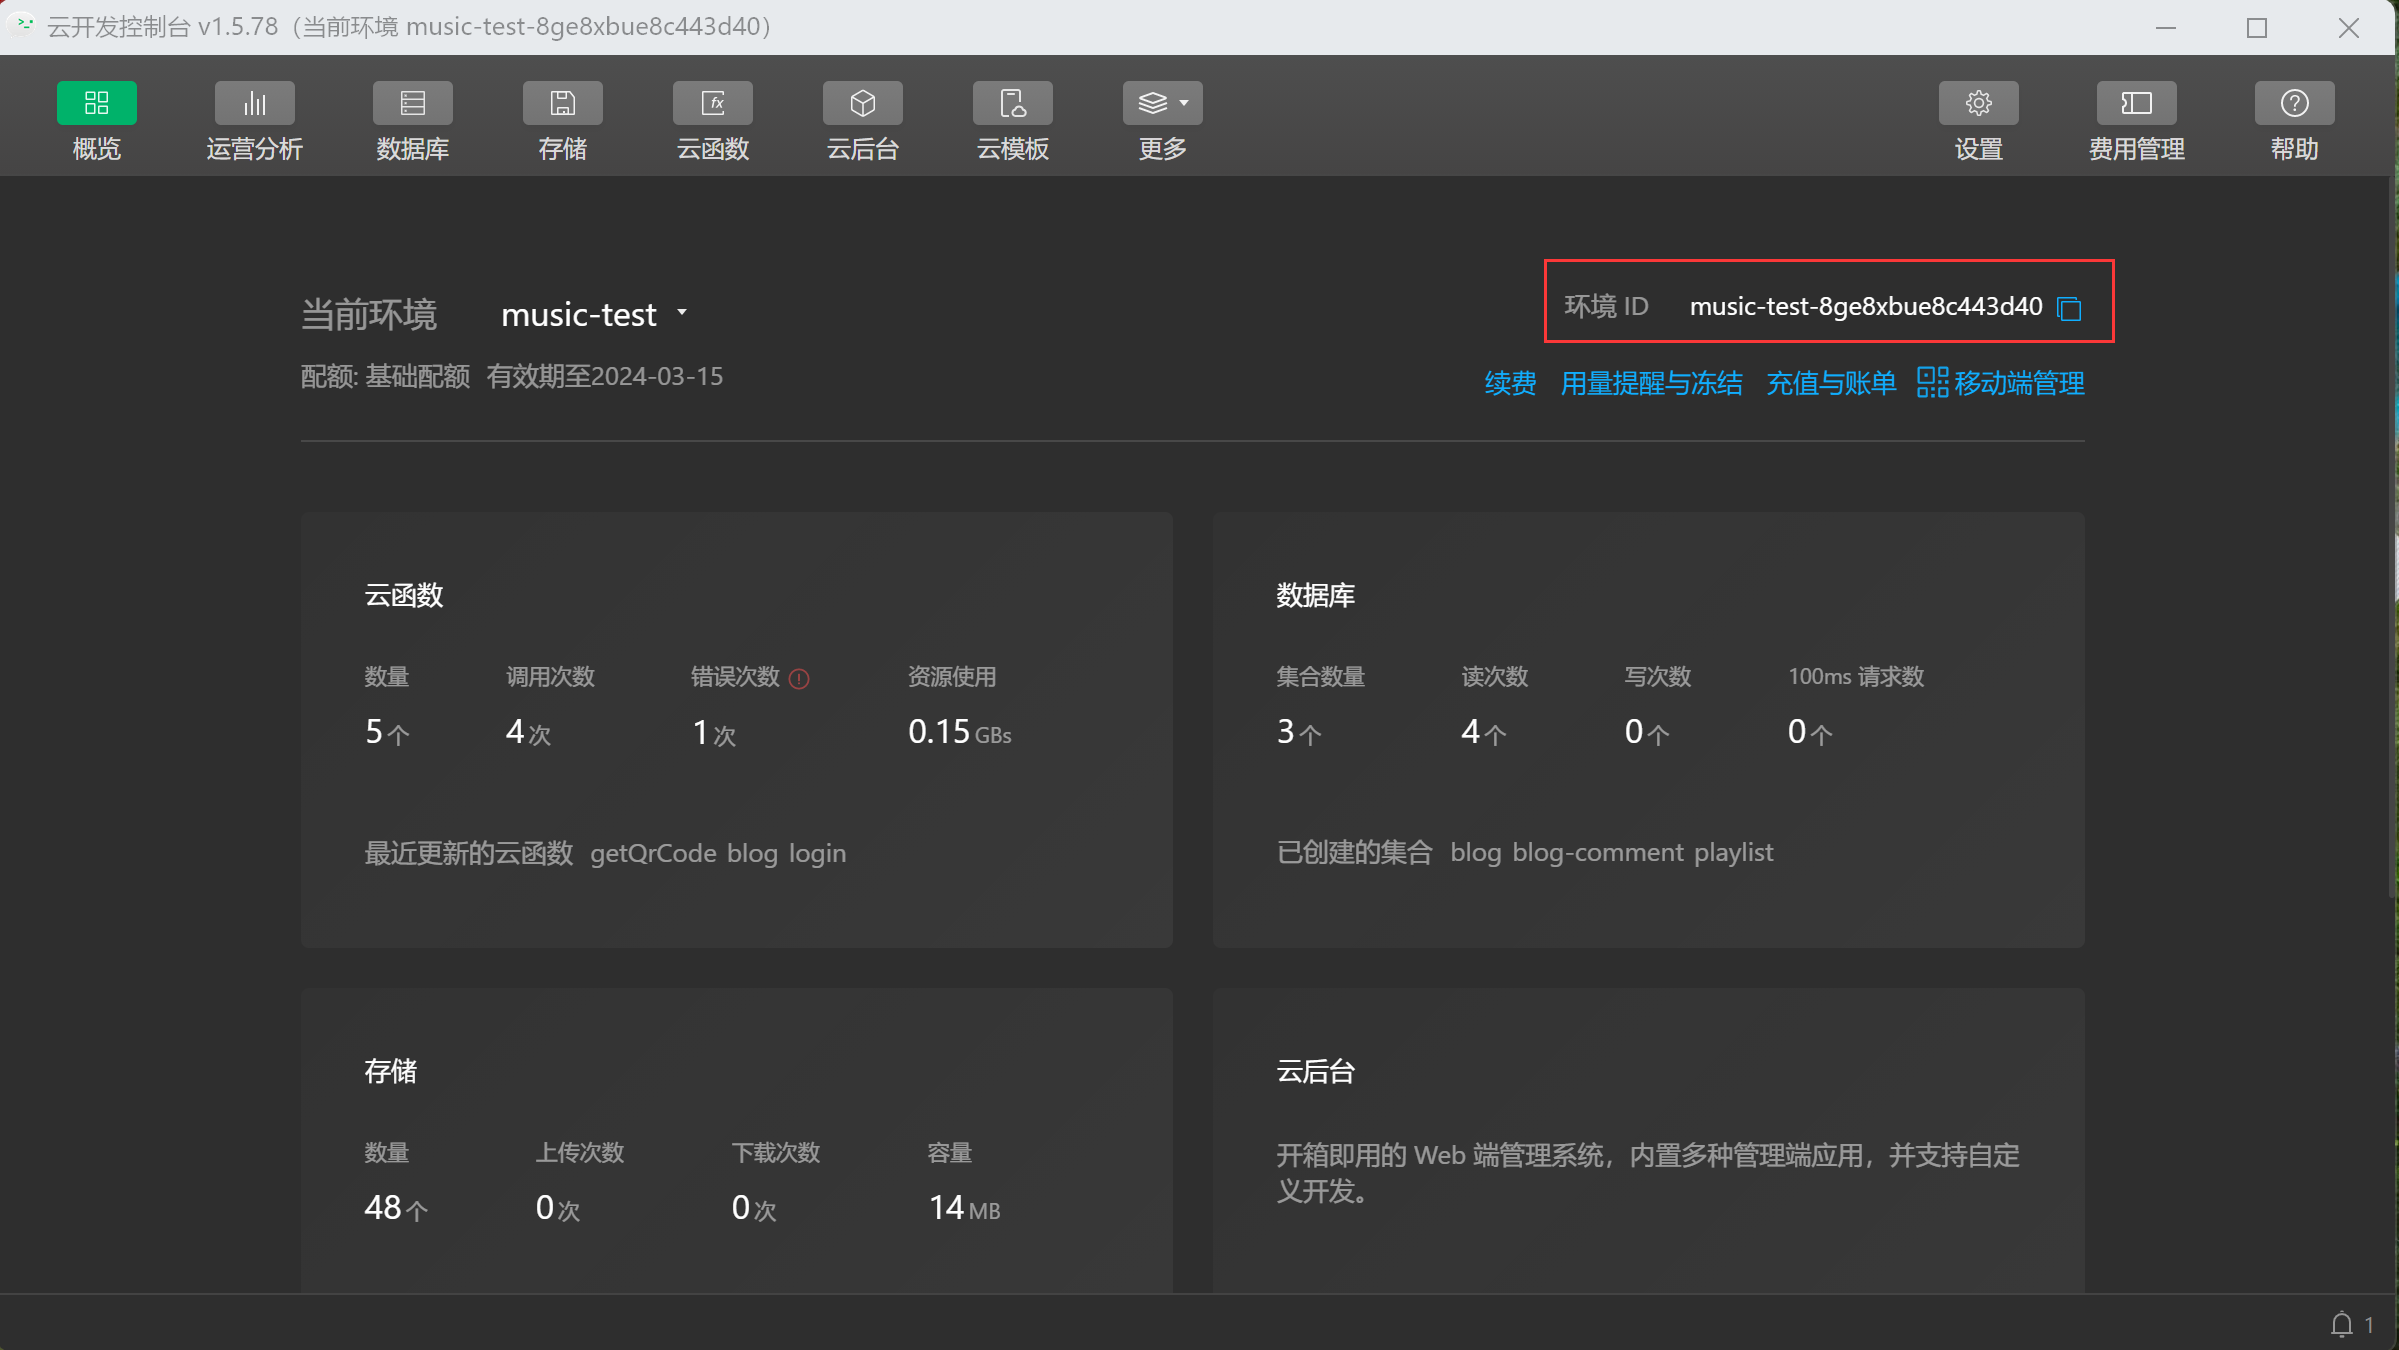 云开发控制台 v1.5.78（当前环境 music-test-8ge8xbue8c443d40）
概览 运营分析 数据库 存储 云函数 云后台 云模板 更多 设置 费用管理 帮助
当前环境 music-test 环境 ID music-test-8ge8xbue8c443d40
配额: 基础配额 有效期至2024-03-15 续费 用量提醒与冻结 充值与账单 移动端管理
云函数
数量 调用次数 错误次数 资源使用
5 个 4 次 1 次 0.15 GBs
最近更新的云函数 getQrCode blog login
数据库
集合数量 读次数 写次数 100ms 请求数
3 个 4 个 0 个 0 个
已创建的集合 blog blog-comment playlist
存储
数量 上传次数 下载次数 容量
48 个 0 次 0 次 14 MB
云后台
开箱即用的 Web 端管理系统，内置多种管理端应用，并支持自定
义开发。
1